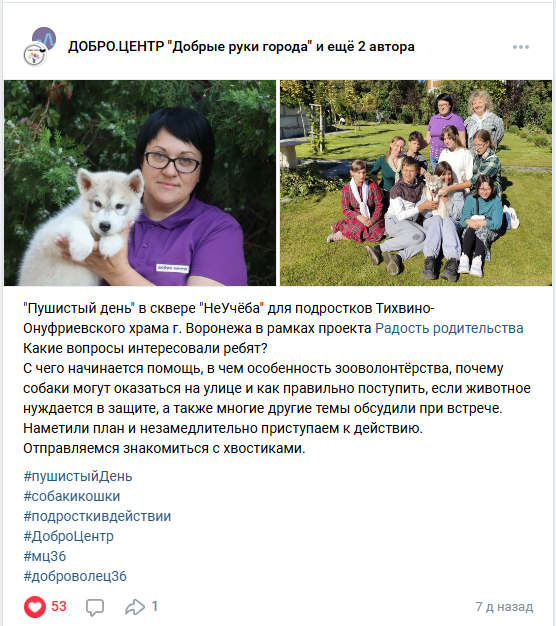 ДОБРО.ЦЕНТР "Добрые руки города" и ещё 2 автора
"Пушистый день" в сквере "НеУчёба" для подростков Тихвино-
Онуфриевского храма г. Воронежа в рамках проекта Радость родительства
Какие вопросы интересовали ребят?
С чего начинается помощь, в чем особенность зооволонтёрства, почему
собаки могут оказаться на улице и как правильно поступить, если животное
нуждается в защите, а также многие другие темы обсудили при встрече.
Наметили план и незамедлительно приступаем к действию.
Отправляемся знакомиться с хвостиками.
#пушистыйДень
#собакикошки
#подросткивдействии
#ДоброЦентр
#мц36
#доброволец36
53 1 7 д назад